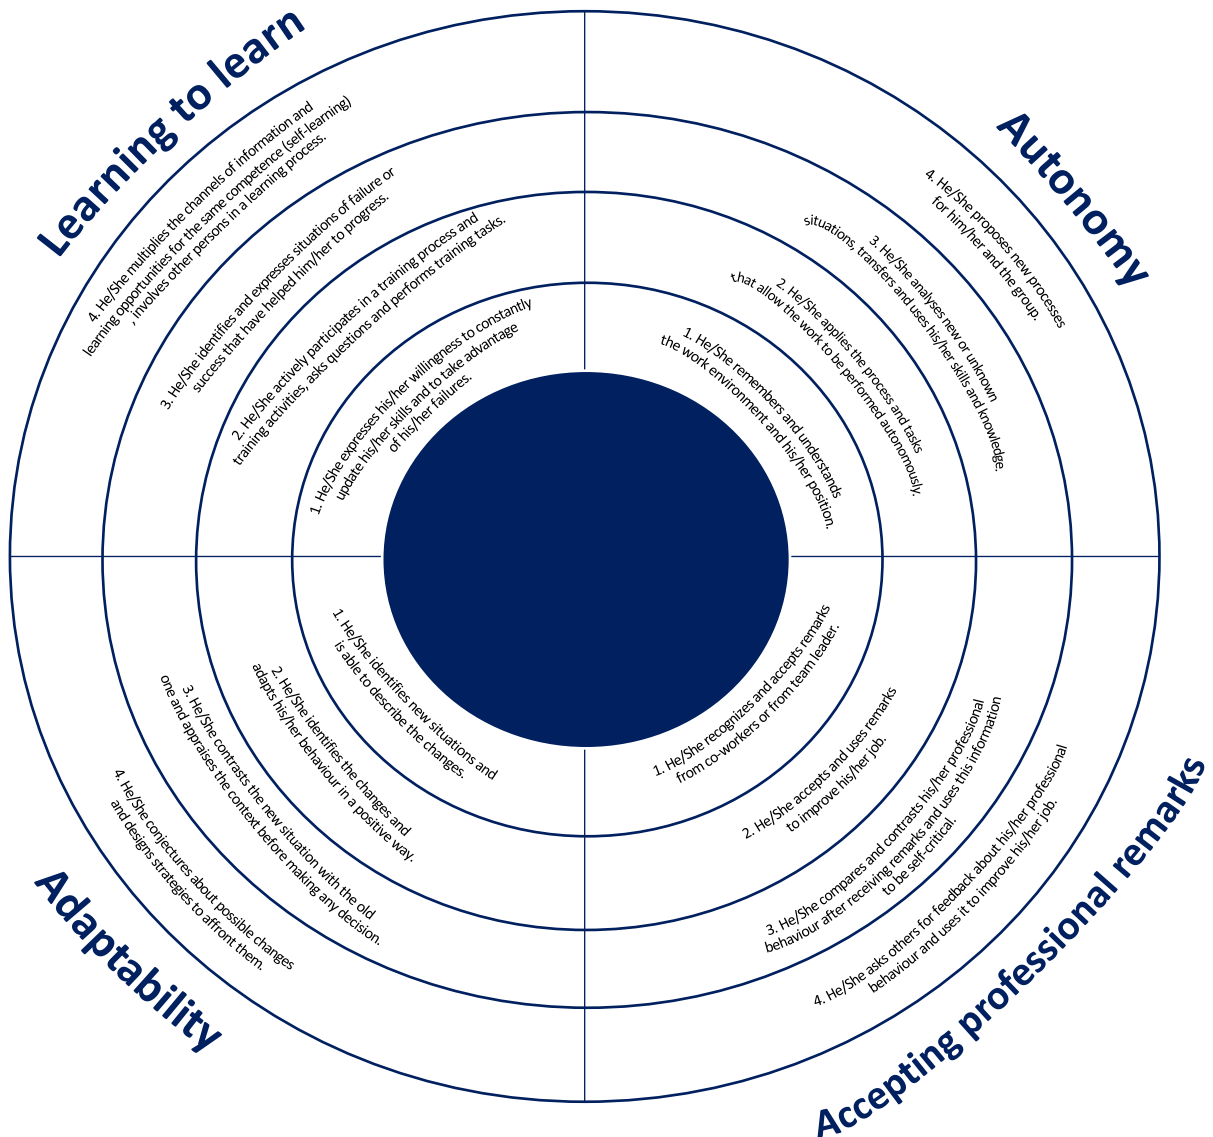 Learning to learn
4. He/She multiplies the channels of information and
learning opportunities for the same competence (self-learning)
, involves other persons in a learning process.
3. He/She identifies and expresses situations of failure or
success that have helped him/her to progress.
2. He/She actively participates in a training process and
training activities, asks questions and performs training tasks.
1. He/She expresses his/her willingness to constantly
update his/her skills and to take advantage
of his/her failures.
Autonomy
4. He/She proposes new processes
for him/her and the group.
3. He/She analyses new or unknown
situations, transfers and uses his/her skills and knowledge.
2. He/She applies the process and tasks
that allow the work to be performed autonomously.
1. He/She remembers and understands
the work environment and his/her position.
Adaptability
1. He/She identifies new situations and
is able to describe the changes.
2. He/She identifies the changes and
adapts his/her behaviour in a positive way.
3. He/She contrasts the new situation with the old
one and appraises the context before making any decision.
4. He/She conjectures about possible changes
and designs strategies to affront them.
Accepting professional remarks
1. He/She recognizes and accepts remarks
from co-workers or from team leader.
2. He/She accepts and uses remarks
to improve his/her job.
3. He/She compares and contrasts his/her professional
behaviour after receiving remarks and uses this information
to be self-critical.
4. He/She asks others for feedback about his/her professional
behaviour and uses it to improve his/her job.